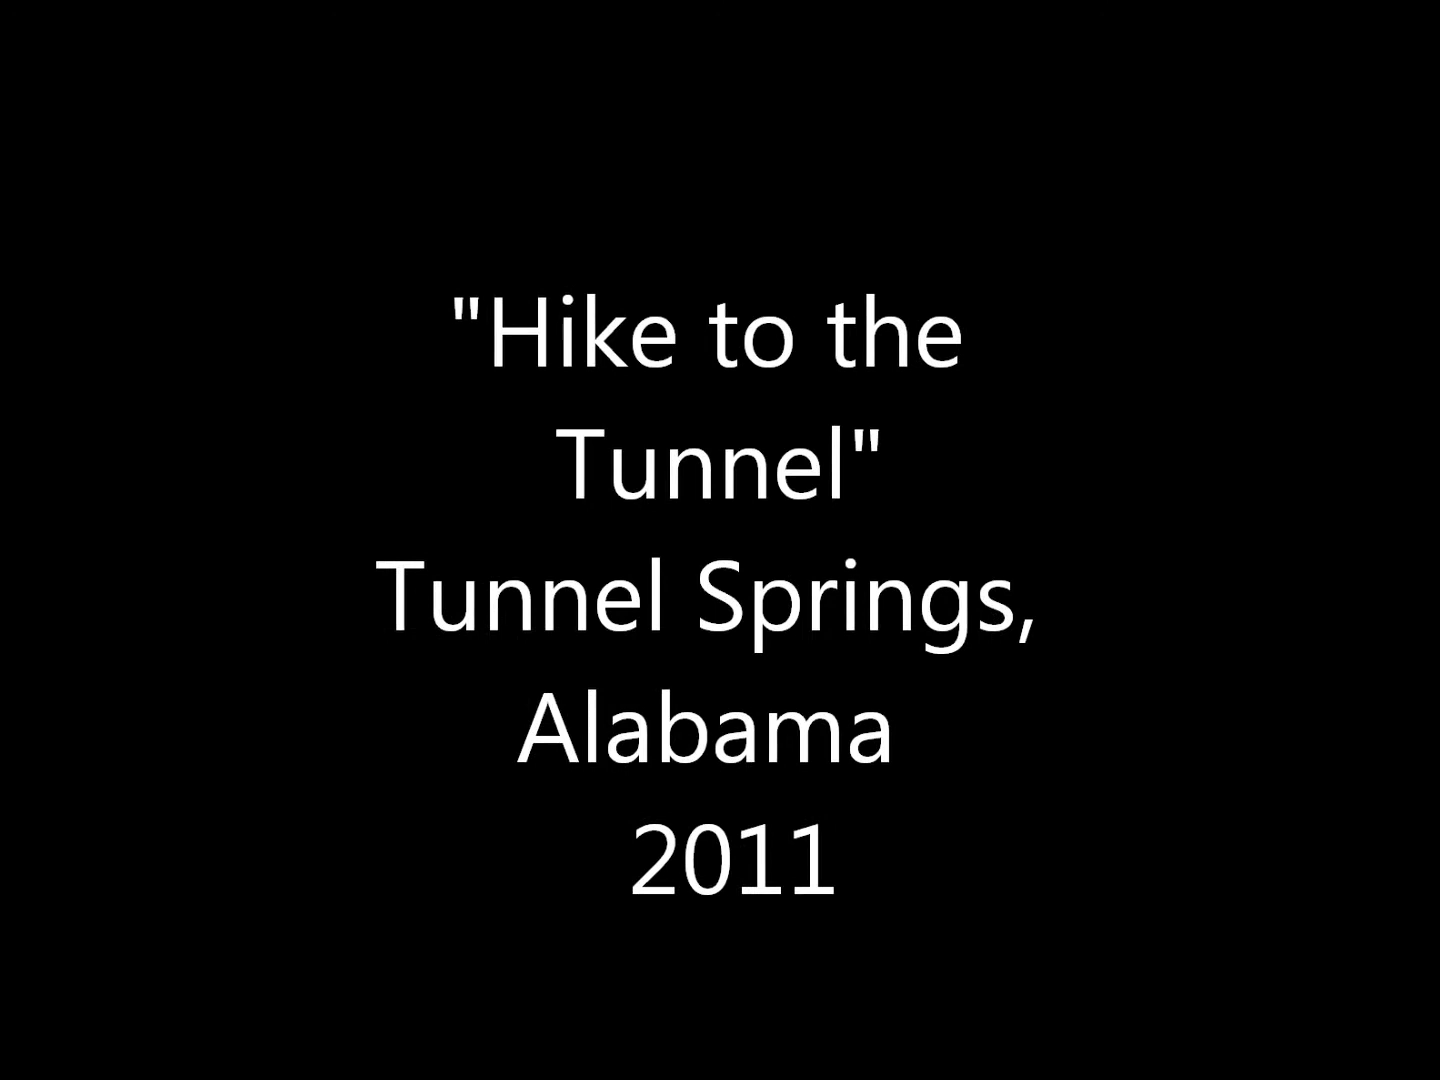 "Hike to the
Tunnel"
Tunnel Springs,
Alabama
2011